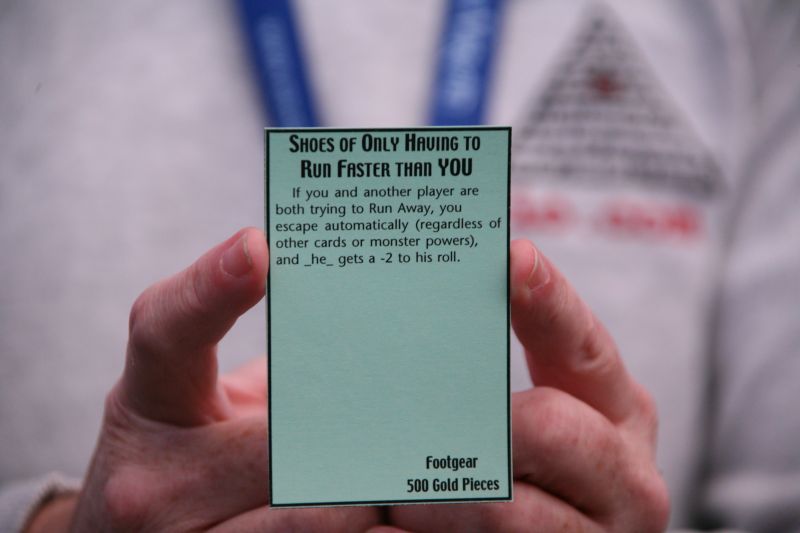 SHOES OF ONLY HAVING TO
RUN FASTER THAN YOU
If you and another player are
both trying to Run Away, you
escape automatically (regardless of
other cards or monster powers),
and _he_ gets a -2 to his roll.
Footgear
500 Gold Pieces